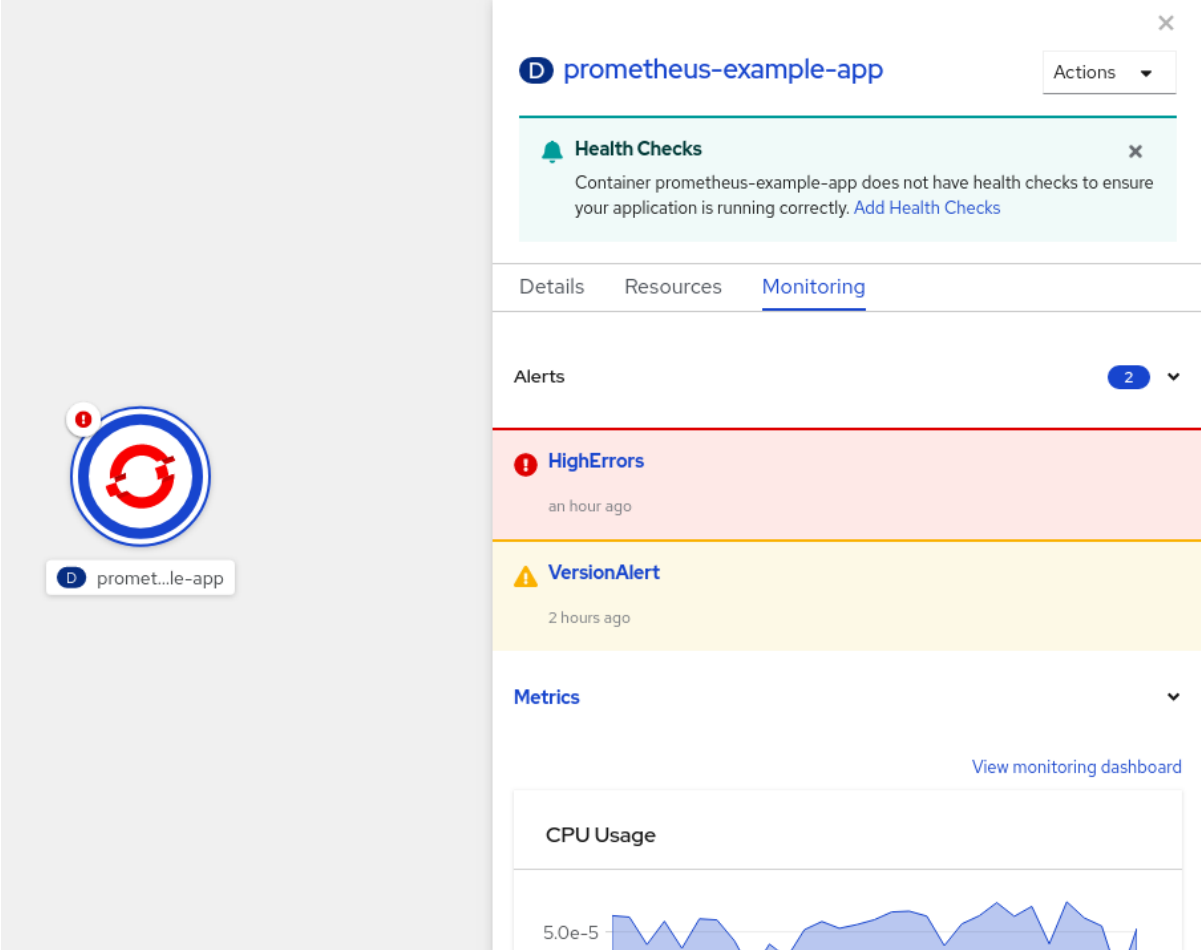 D prometheus-example-app
Actions
Health Checks
Container prometheus-example-app does not have health checks to ensure
your application is running correctly. Add Health Checks
Details Resources Monitoring
Alerts 2
HighErrors
an hour ago
D promet...le-app
VersionAlert
2 hours ago
Metrics
View monitoring dashboard
CPU Usage
5.0e-5